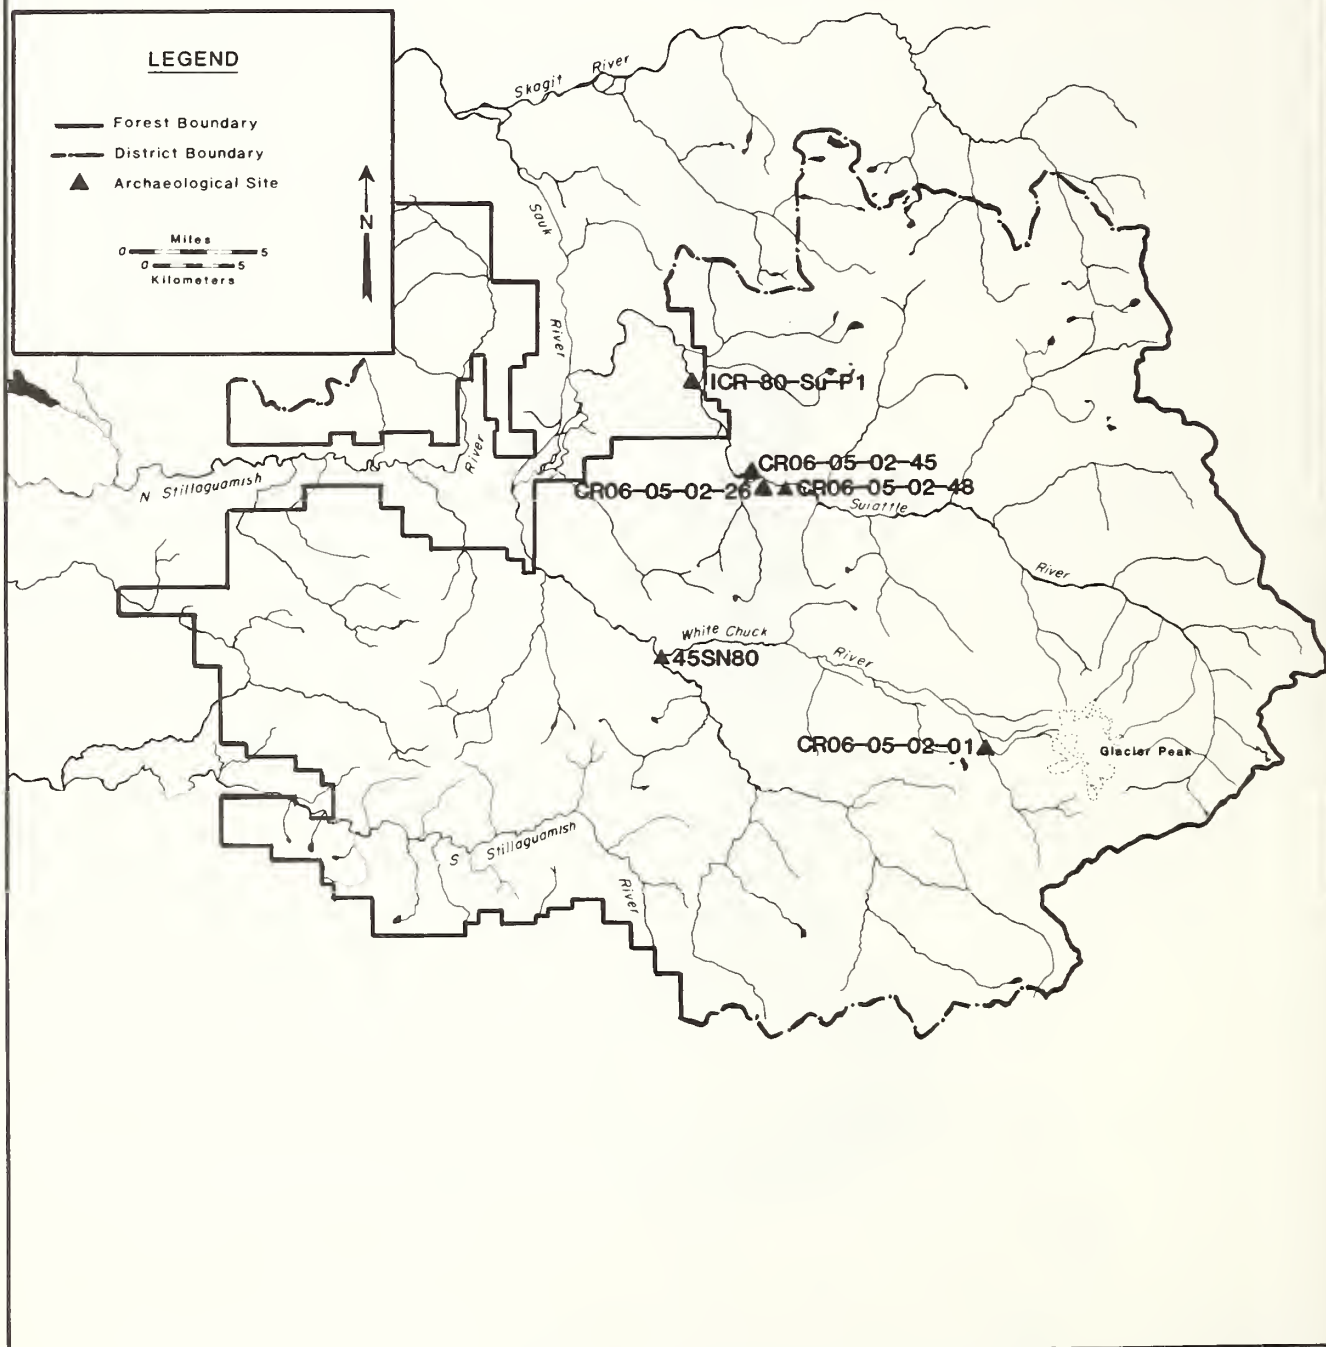 LEGEND
Forest Boundary
District Boundary
Archaeological Site
N
Miles
0 5
0 5
Kilometers
Skagit River
Sauk
River
ICR-80-Su-P1
River
CR06-05-02-45
CR06-05-02-26
CR06-05-02-48
N Stillaguamish
Suiattle
River
White Chuck
River
45SN80
CR06-05-02-01
Glacier Peak
S Stillaguamish
River